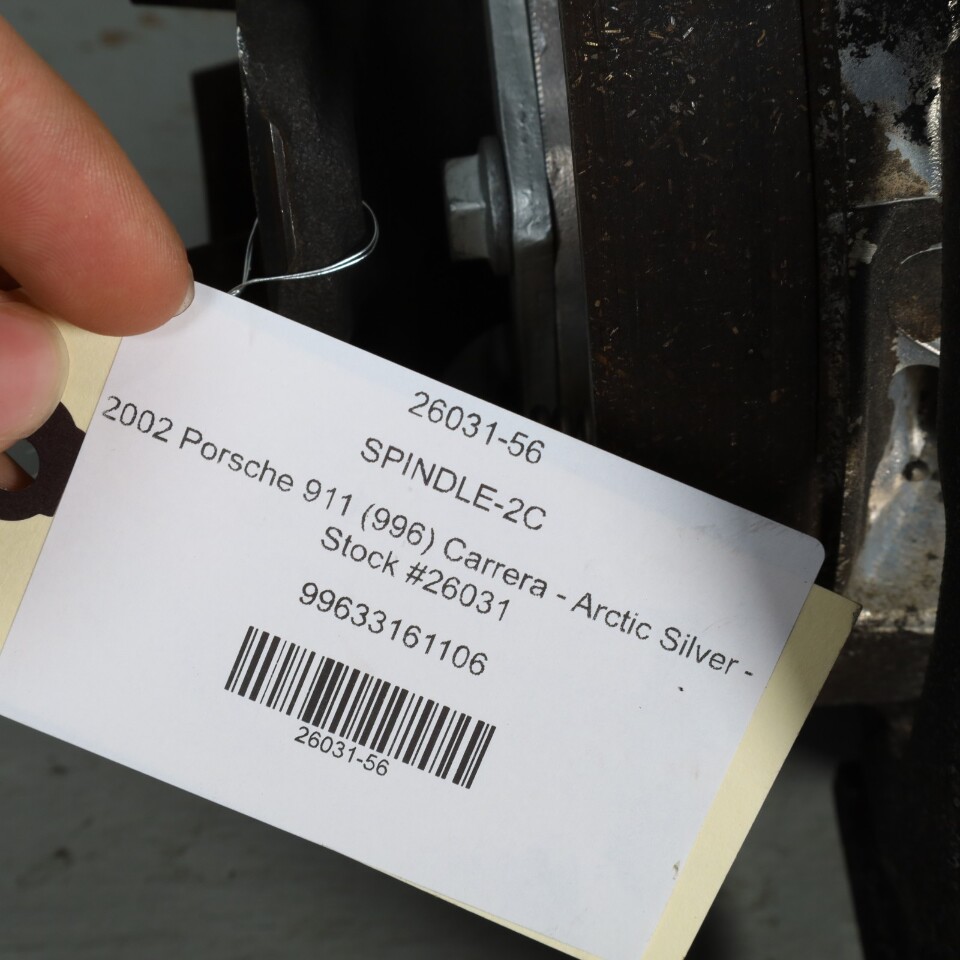 26031-56
SPINDLE-2C
2002 Porsche 911 (996) Carrera - Arctic Silver -
Stock #26031
99633161106
26031-56